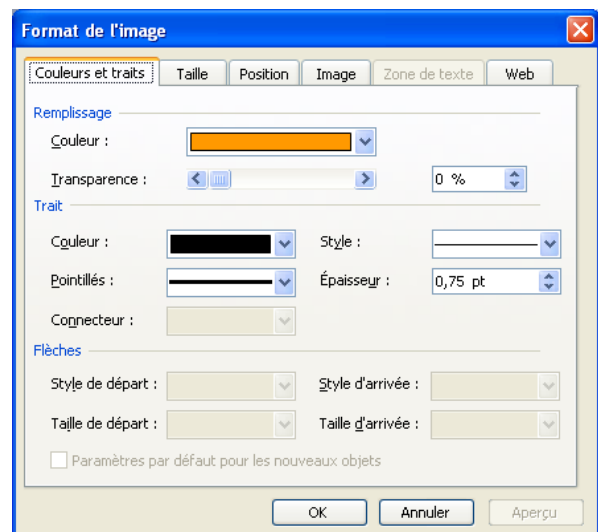 Format de l'image
Couleurs et traits Taille Position Image Zone de texte Web
Remplissage
Couleur :
Transparence : 0 %
Trait
Couleur : Style :
Pointillés : Épaisseur : 0,75 pt
Connecteur :
Flèches
Style de départ : Style d'arrivée :
Taille de départ : Taille d'arrivée :
Paramètres par défaut pour les nouveaux objets
OK Annuler Aperçu